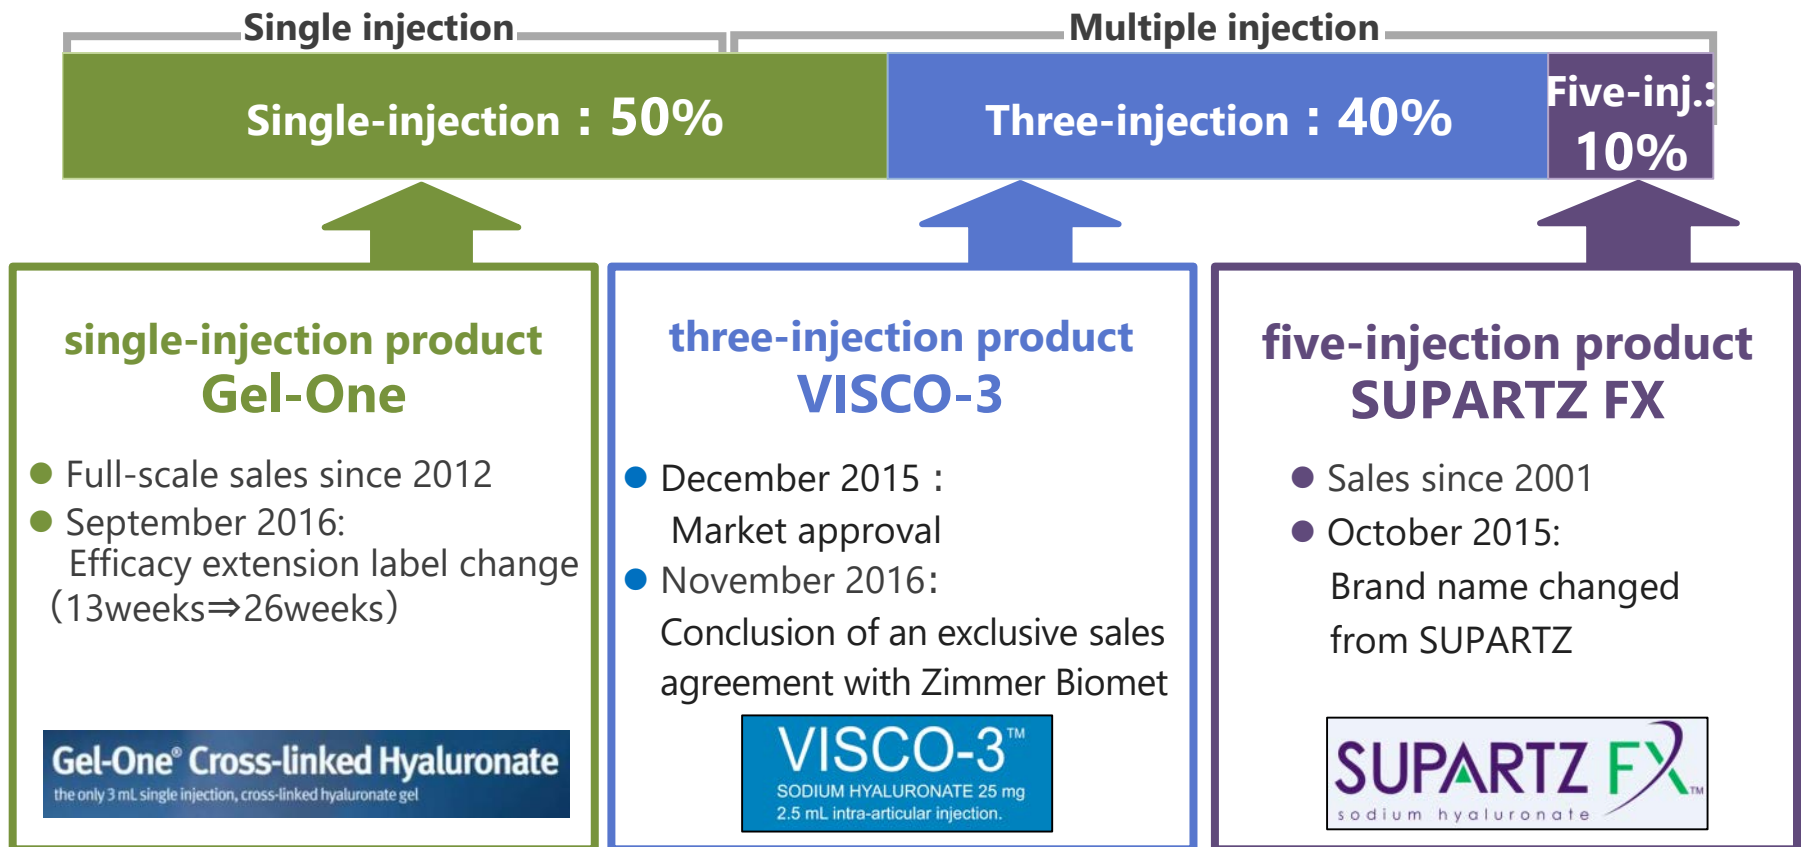 Single injection
Multiple injection
Single-injection：50%
Three-injection：40%
Five-inj.:
10%
single-injection product
Gel-One
● Full-scale sales since 2012
● September 2016:
Efficacy extension label change
（13weeks⇒26weeks）
Gel-One® Cross-linked Hyaluronate
the only 3 mL single injection, cross-linked hyaluronate gel
three-injection product
VISCO-3
● December 2015：
Market approval
● November 2016：
Conclusion of an exclusive sales
agreement with Zimmer Biomet
VISCO-3™
SODIUM HYALURONATE 25 mg
2.5 mL intra-articular injection.
five-injection product
SUPARTZ FX
● Sales since 2001
● October 2015:
Brand name changed
from SUPARTZ
SUPARTZ FX™
sodium hyaluronate